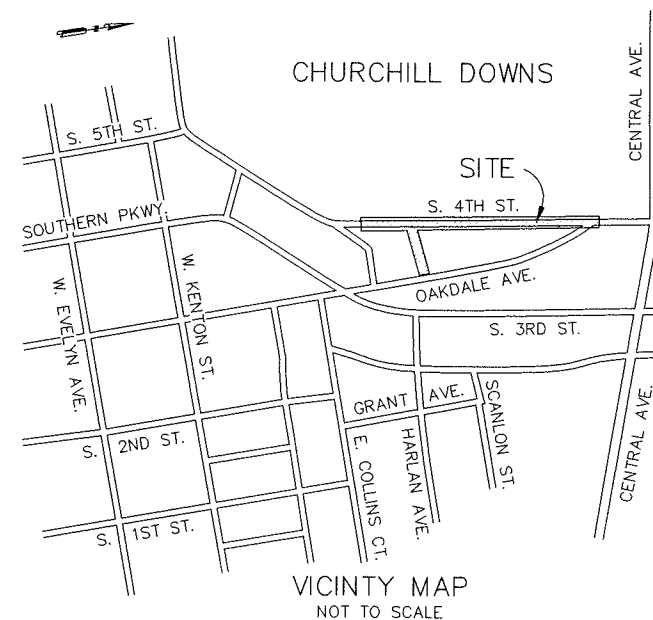 CHURCHILL DOWNS
CENTRAL AVE.
S. 5TH ST.
SITE
S. 4TH ST.
SOUTHERN PKWY.
W. KENTON ST.
OAKDALE AVE.
W. EVELYN AVE.
S. 3RD ST.
GRANT AVE.
SCANLON ST.
S. 2ND ST.
E. COLLINS CT.
HARLAN AVE.
CENTRAL AVE.
S. 1ST ST.
VICINTY MAP
NOT TO SCALE